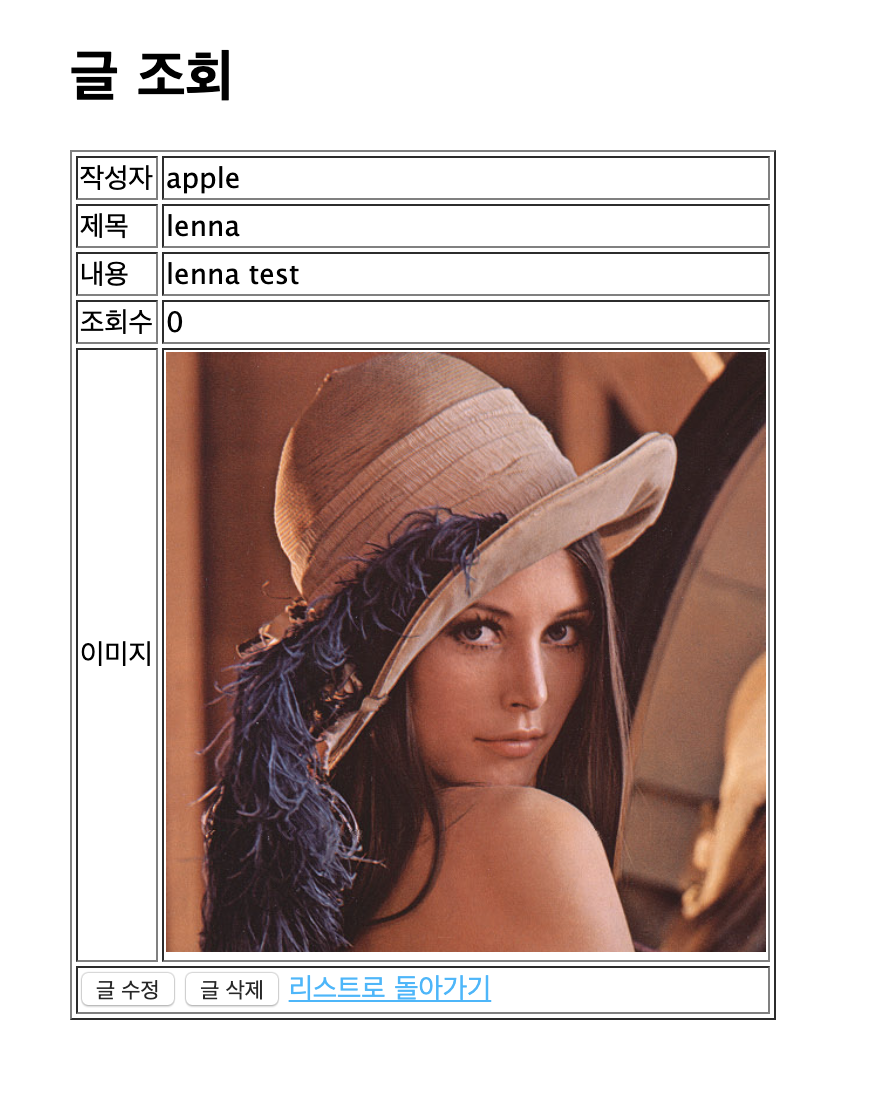 글 조회
작성자 apple
제목 lenna
내용 lenna test
조회수 0
이미지
글 수정 글 삭제 리스트로 돌아가기